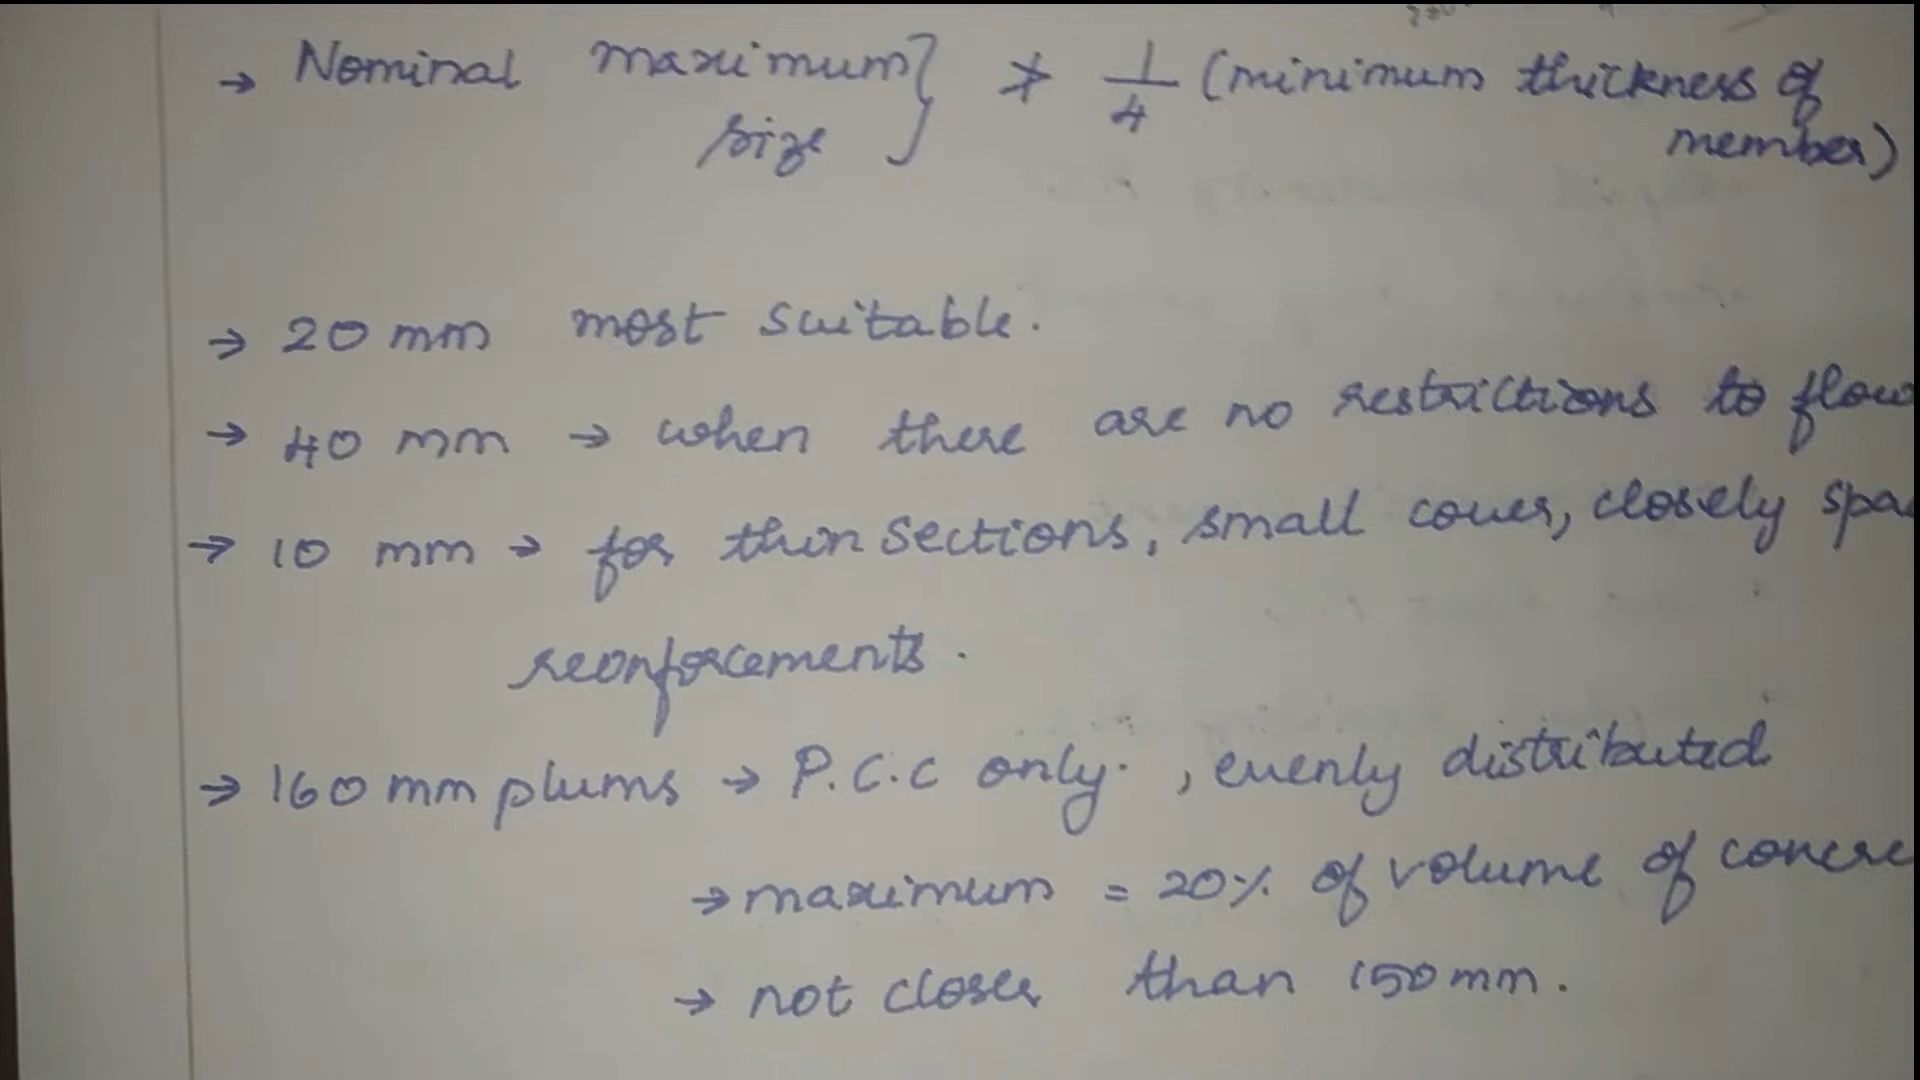 → Nominal maximum } ≯ 1/4 (minimum thickness of
size member)
→ 20 mm most suitable.
→ 40 mm → when there are no restrictions to flow
→ 10 mm → for thin sections, small cover, closely spa
reonforcements.
→ 160 mm plums → P.C.C only. , evenly distributed
→ maximum = 20% of volume of concre
→ not closer than 150 mm.